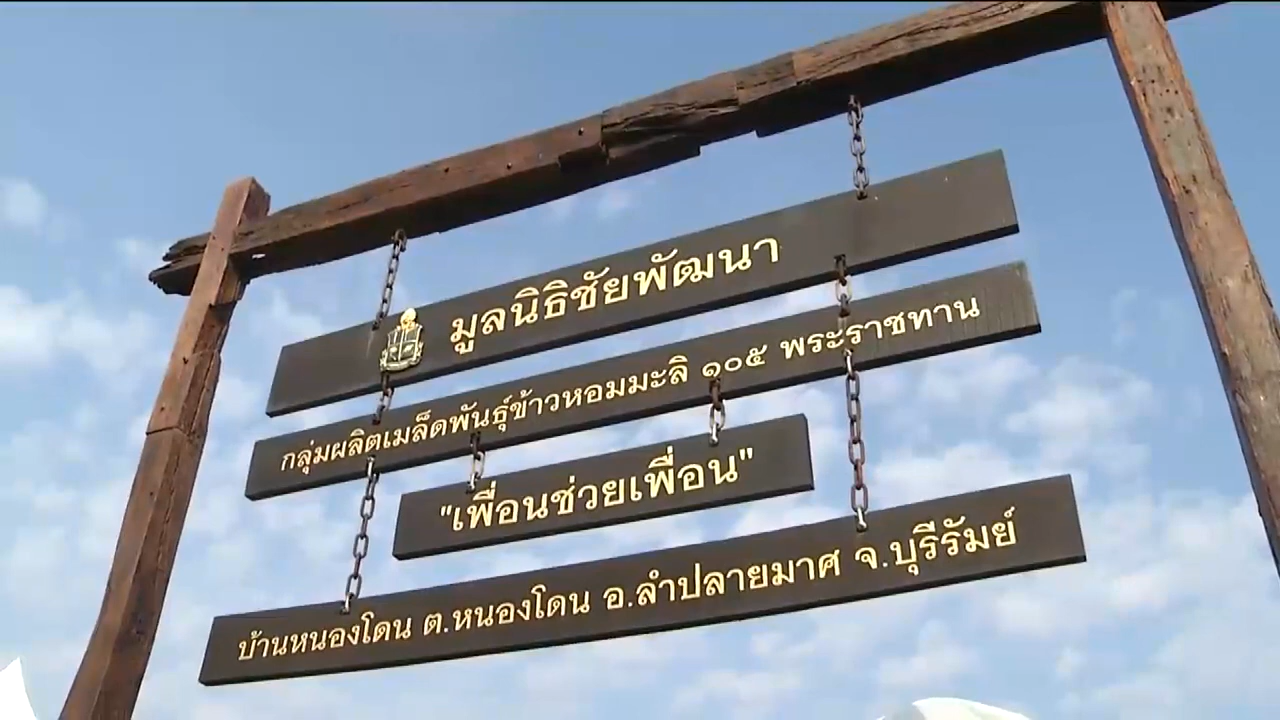 มูลนิธิชัยพัฒนา
กลุ่มผลิตเมล็ดพันธุ์ข้าวหอมมะลิ ๑๐๕ พระราชทาน
"เพื่อนช่วยเพื่อน"
บ้านหนองโดน ต.หนองโดน อ.ลำปลายมาศ จ.บุรีรัมย์